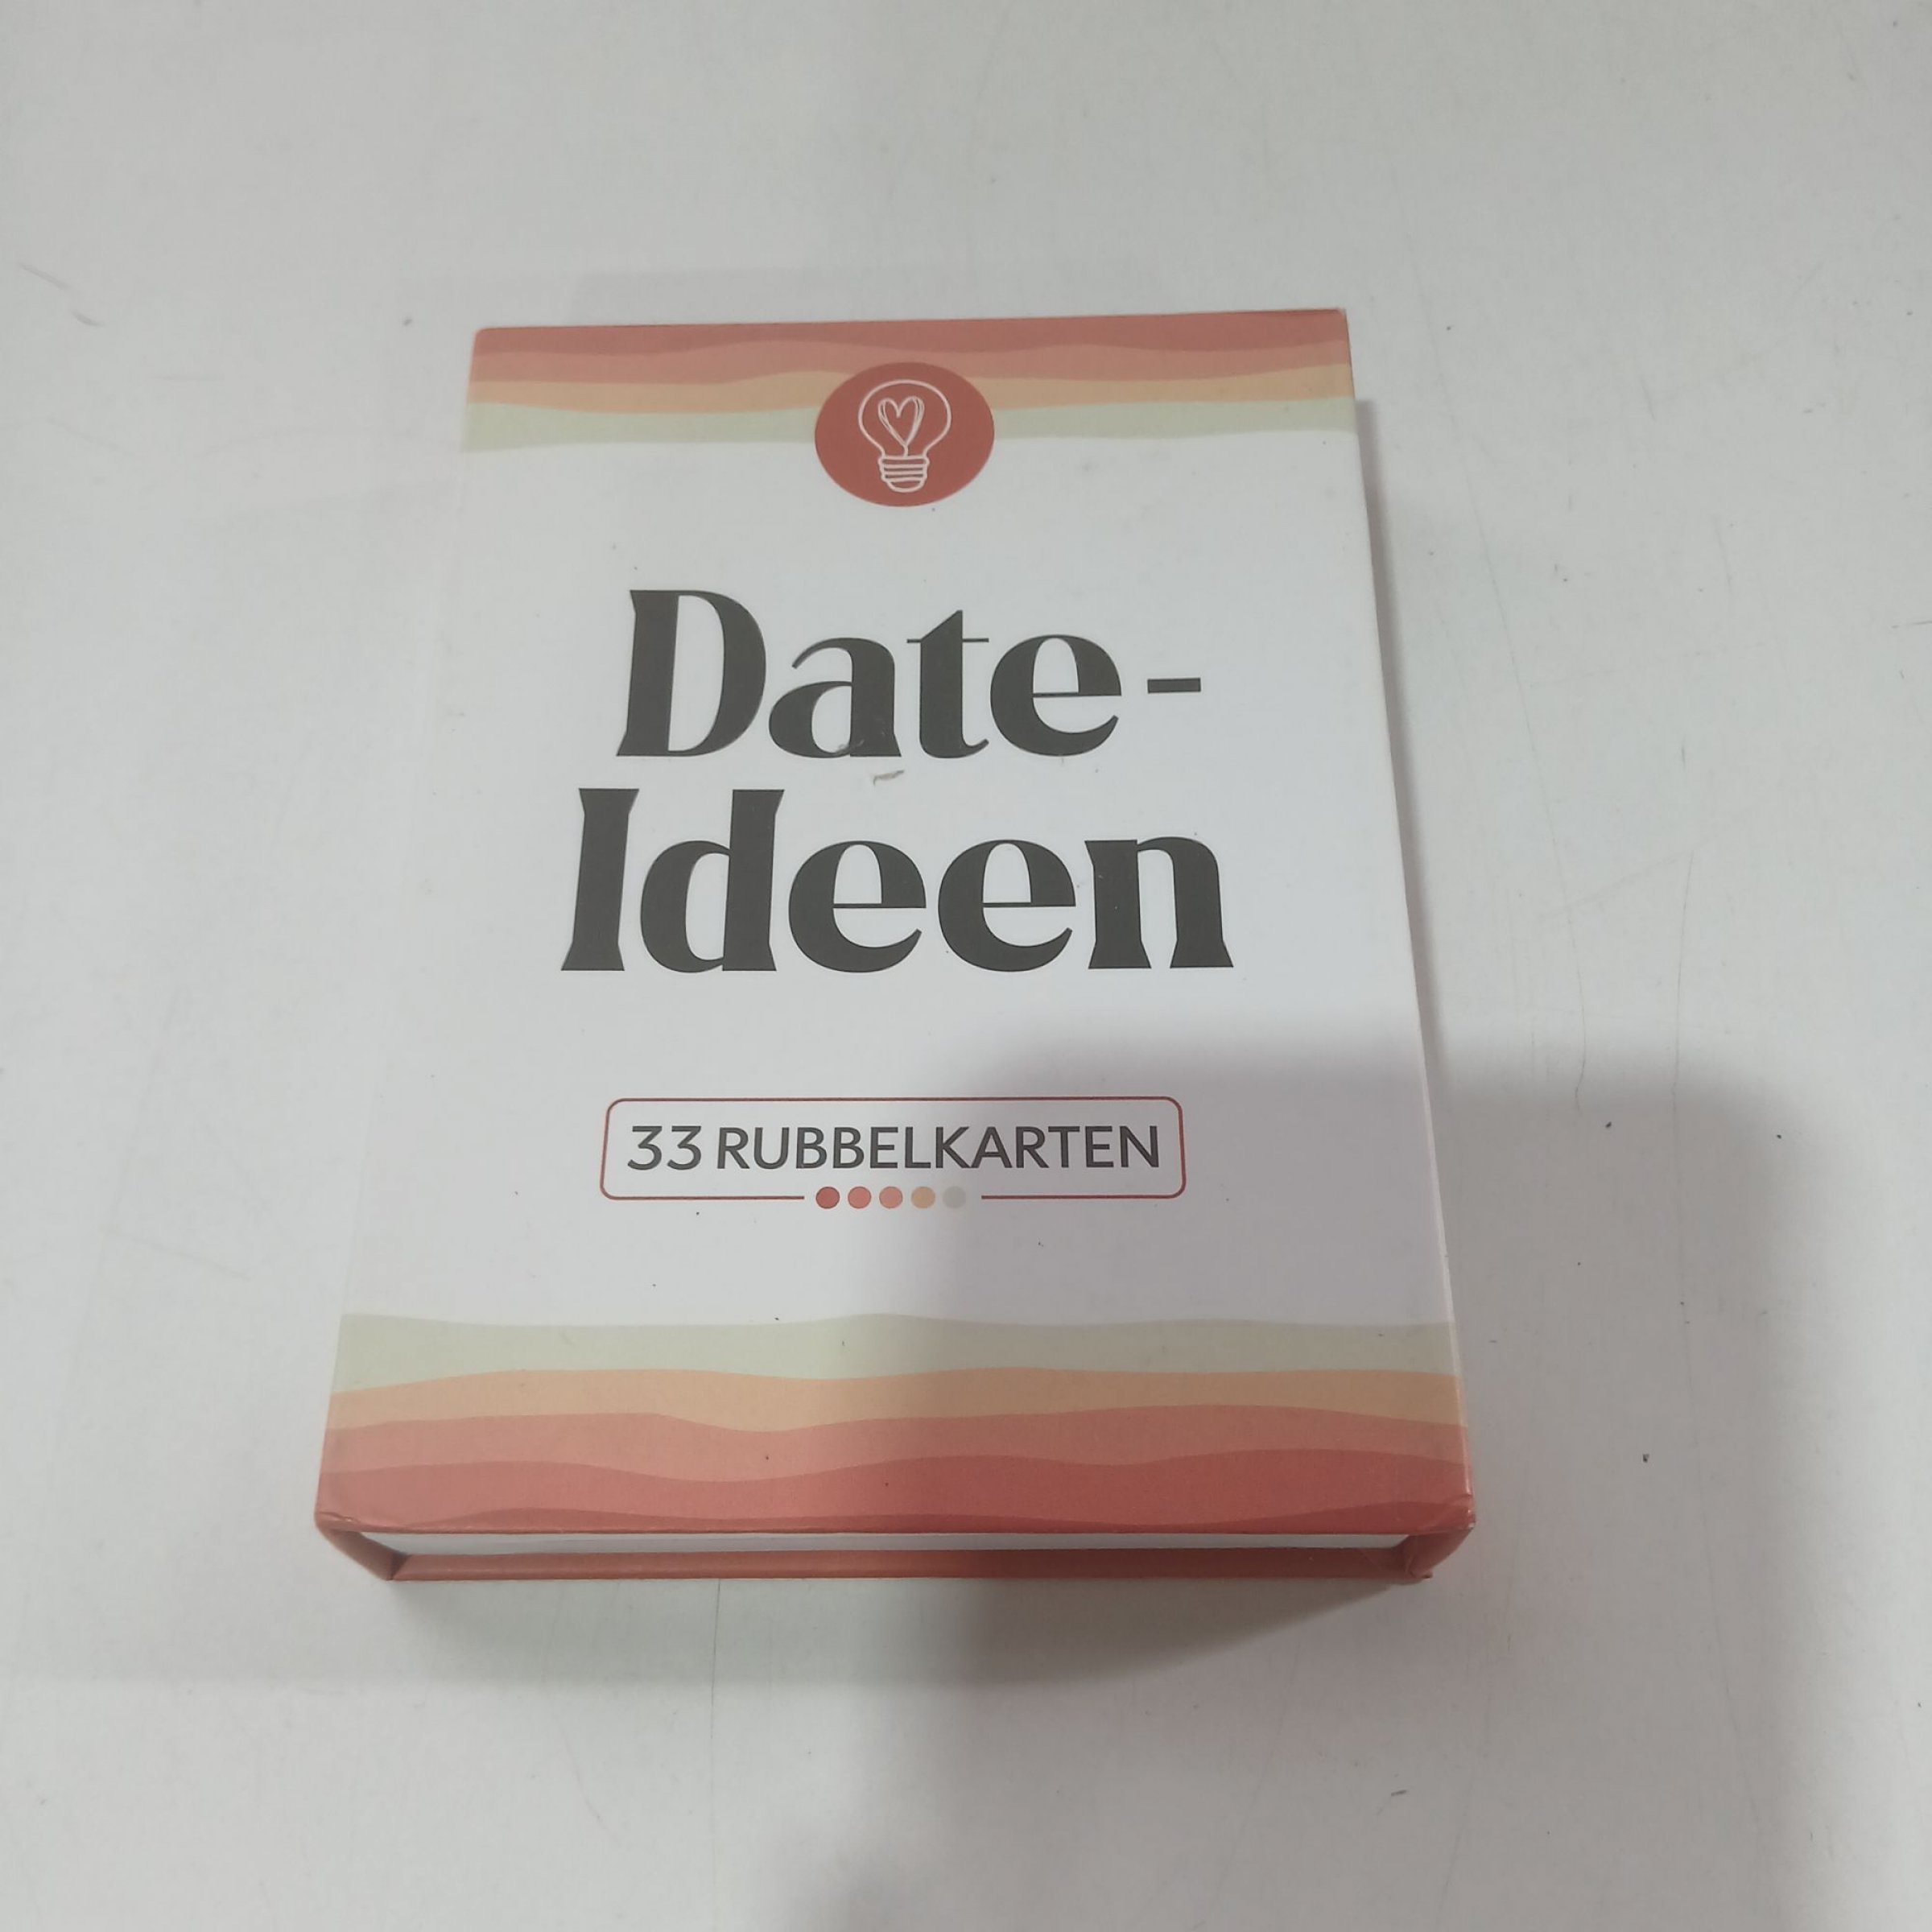 Date-
Ideen
33 RUBBELKARTEN